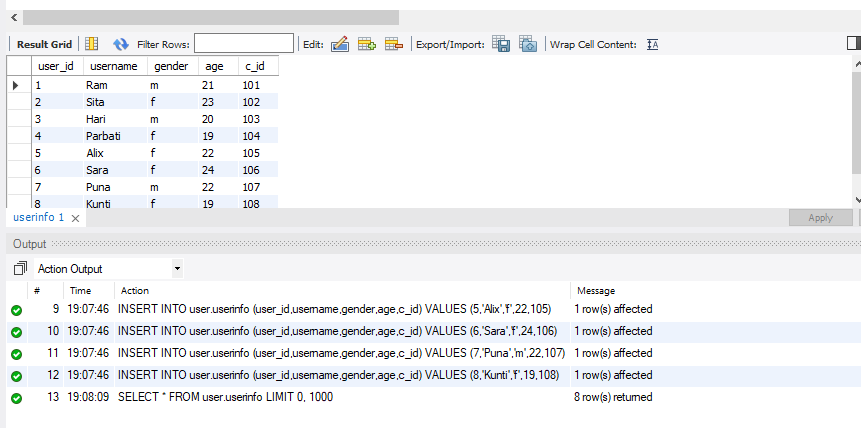 Result Grid Filter Rows: Edit: Export/Import: Wrap Cell Content: IA
user_id username gender age c_id
1 Ram m 21 101
2 Sita f 23 102
3 Hari m 20 103
4 Parbati f 19 104
5 Alix f 22 105
6 Sara f 24 106
7 Puna m 22 107
8 Kunti f 19 108
userinfo 1 Apply
Output
Action Output
# Time Action Message
9 19:07:46 INSERT INTO user.userinfo (user_id,username,gender,age,c_id) VALUES (5,'Alix','f',22,105) 1 row(s) affected
10 19:07:46 INSERT INTO user.userinfo (user_id,username,gender,age,c_id) VALUES (6,'Sara','f',24,106) 1 row(s) affected
11 19:07:46 INSERT INTO user.userinfo (user_id,username,gender,age,c_id) VALUES (7,'Puna','m',22,107) 1 row(s) affected
12 19:07:46 INSERT INTO user.userinfo (user_id,username,gender,age,c_id) VALUES (8,'Kunti','f',19,108) 1 row(s) affected
13 19:08:09 SELECT * FROM user.userinfo LIMIT 0, 1000 8 row(s) returned